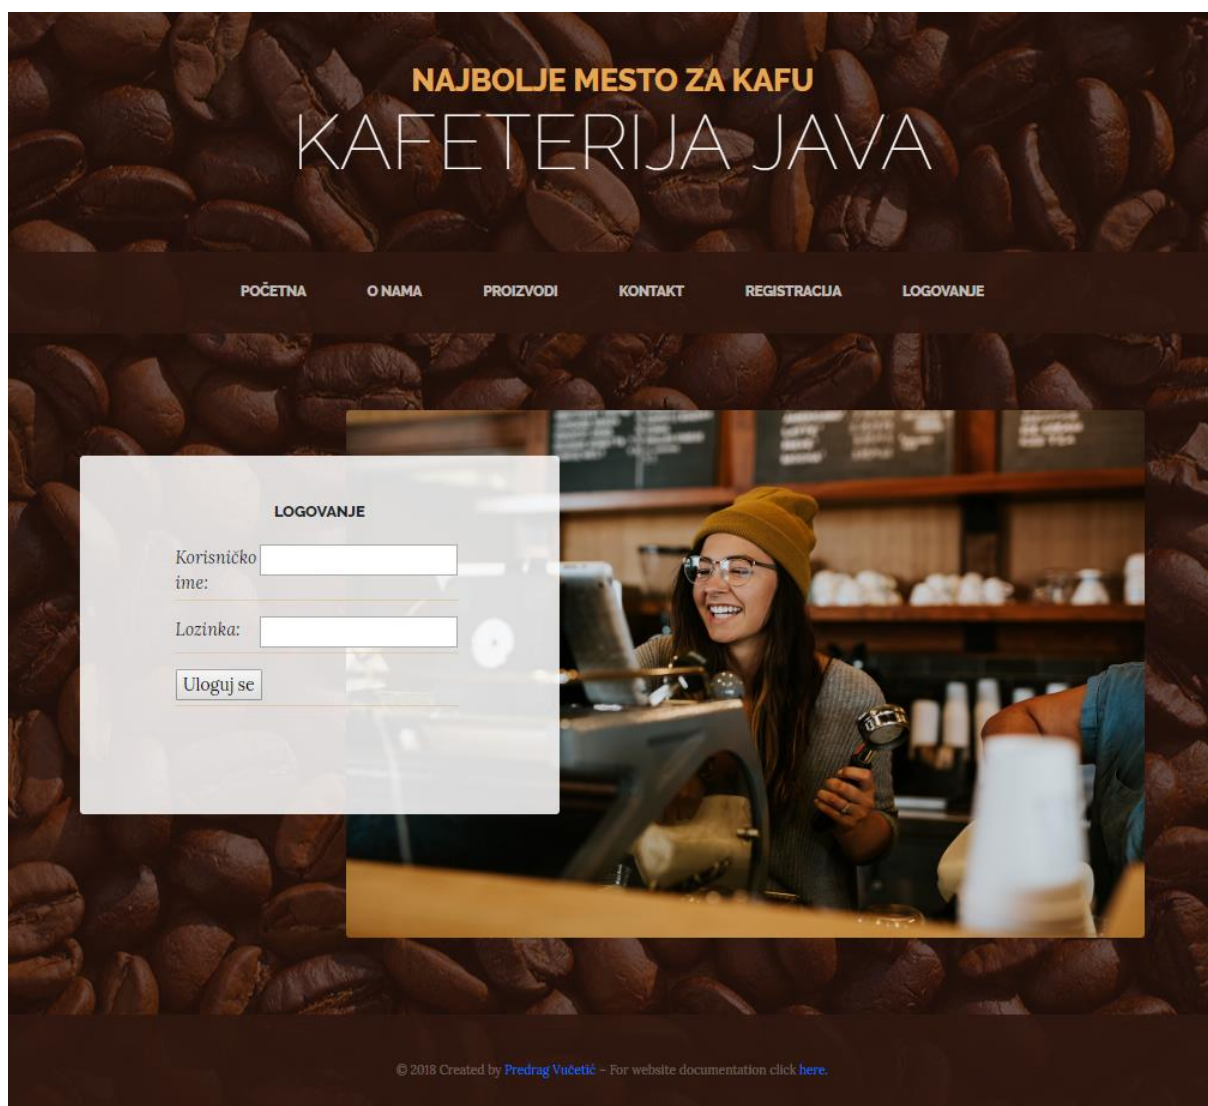 NAJBOLJE MESTO ZA KAFU
KAFETERIJA JAVA
POČETNA O NAMA PROIZVODI KONTAKT REGISTRACIJA LOGOVANJE
LOGOVANJE
Korisničko
ime:
Lozinka:
Uloguj se
© 2018 Created by Predrag Vučetić – For website documentation click here.